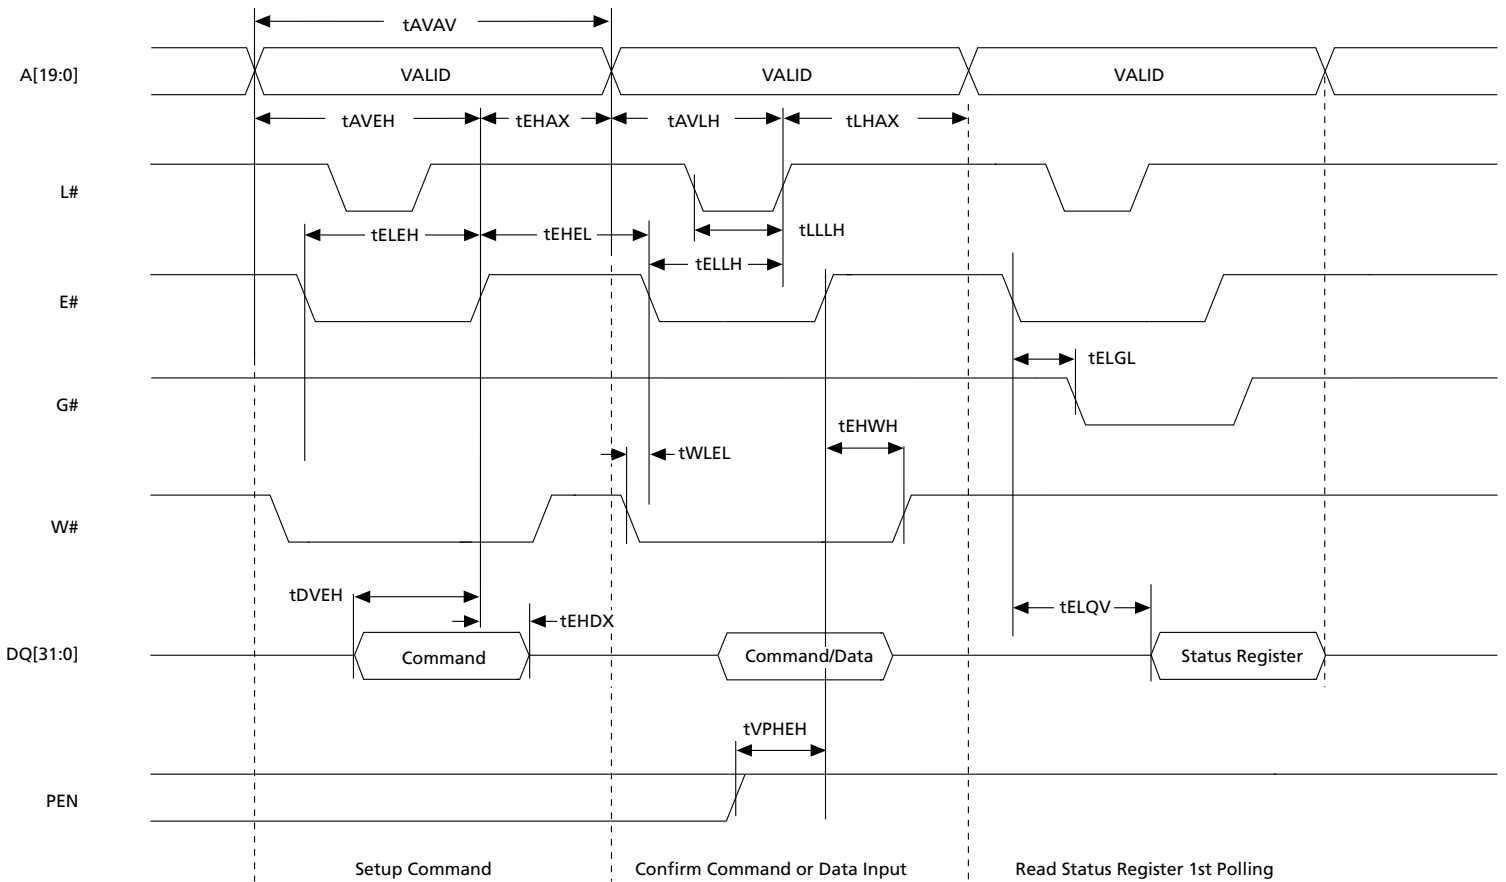 tAVAV
A[19:0] VALID VALID VALID
tAVEH tEHAX tAVLH tLHAX
L#
tELEH tEHEL tLLLH
tELLH
E#
tELGL
G#
tEHWH
tWLEL
W#
tDVEH tEHDX tELQV
DQ[31:0] Command Command/Data Status Register
tVPHEH
PEN
Setup Command Confirm Command or Data Input Read Status Register 1st Polling